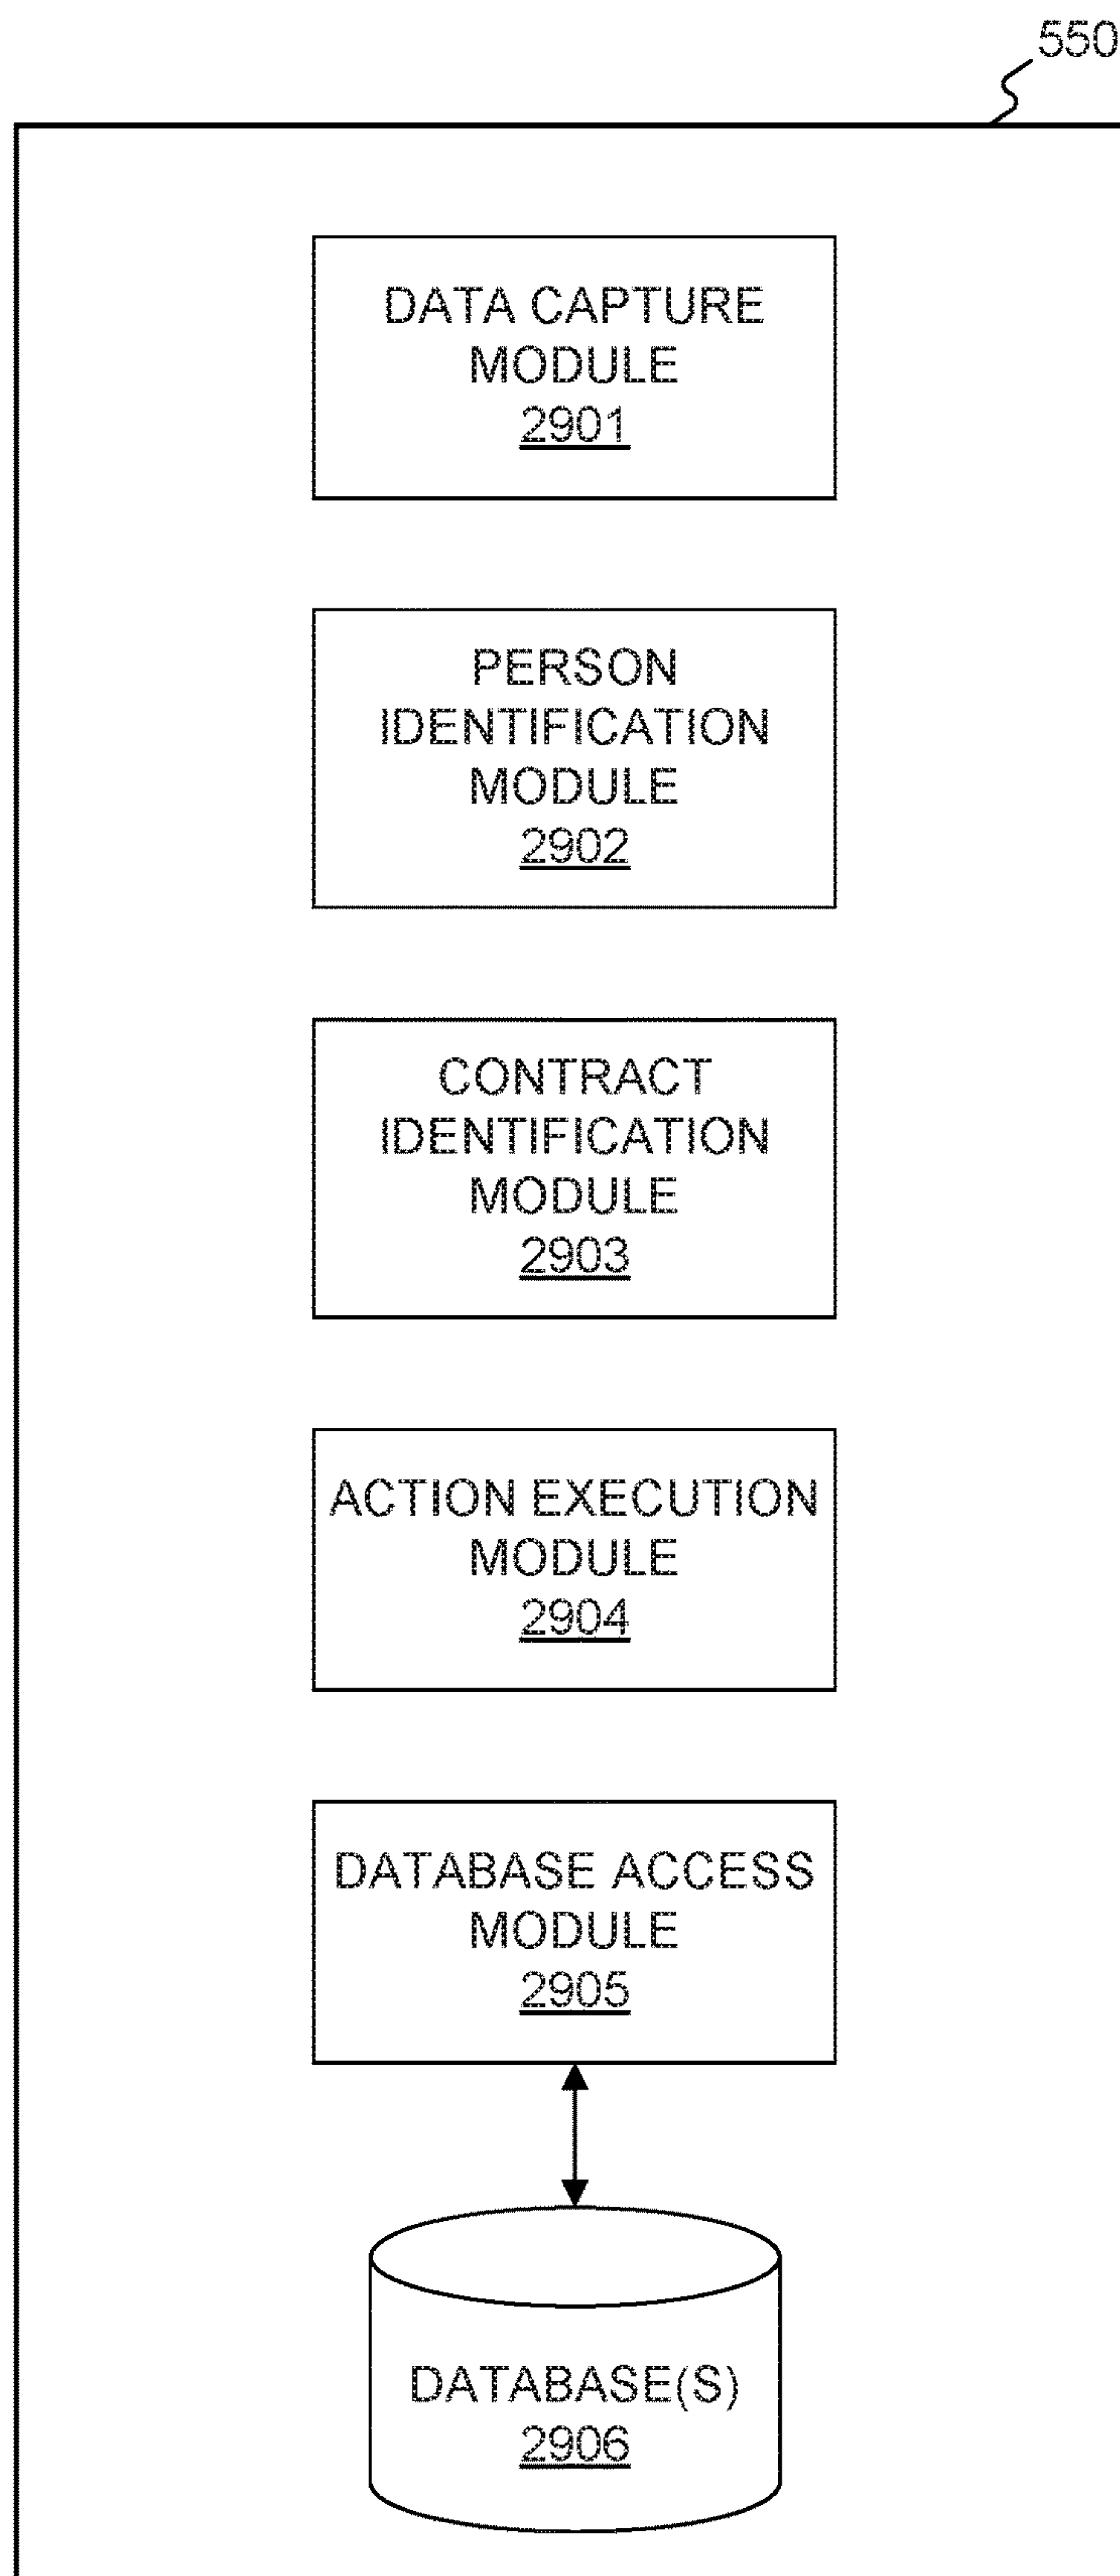 550
DATA CAPTURE
MODULE
2901
PERSON
IDENTIFICATION
MODULE
2902
CONTRACT
IDENTIFICATION
MODULE
2903
ACTION EXECUTION
MODULE
2904
DATABASE ACCESS
MODULE
2905
DATABASE(S)
2906